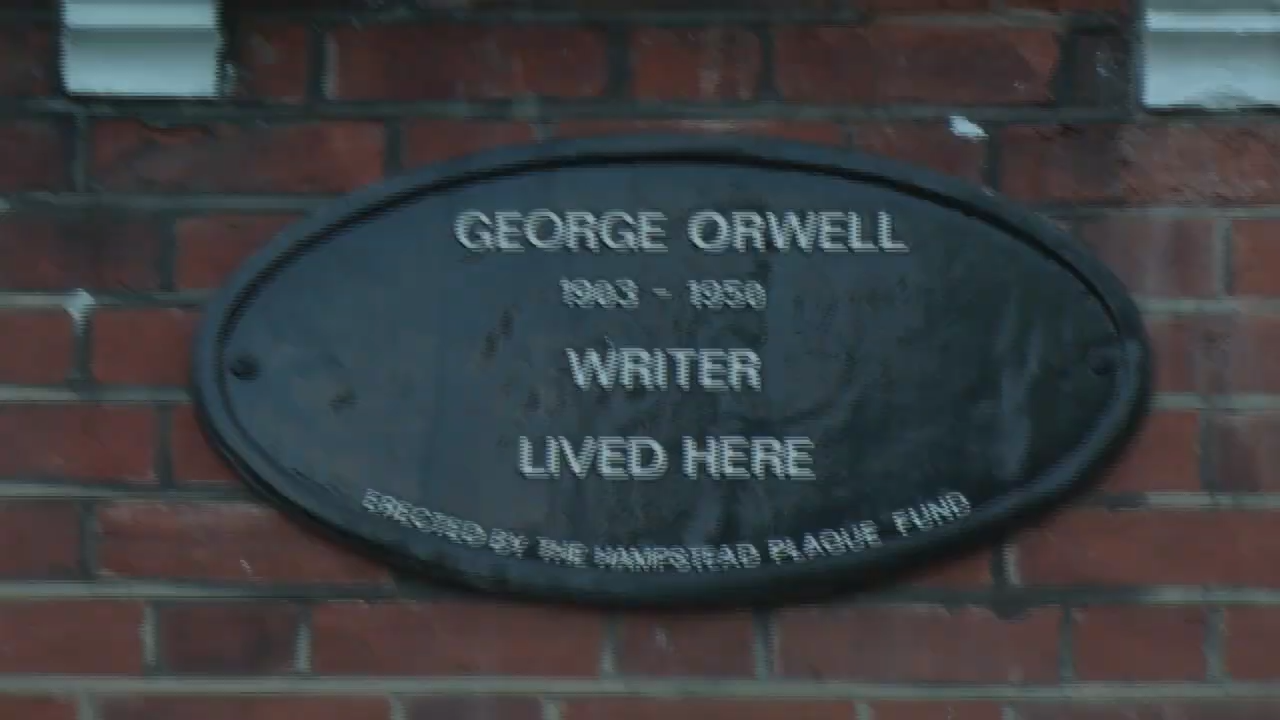 GEORGE ORWELL
1903 - 1950
WRITER
LIVED HERE
ERECTED BY THE HAMPSTEAD PLAQUE FUND